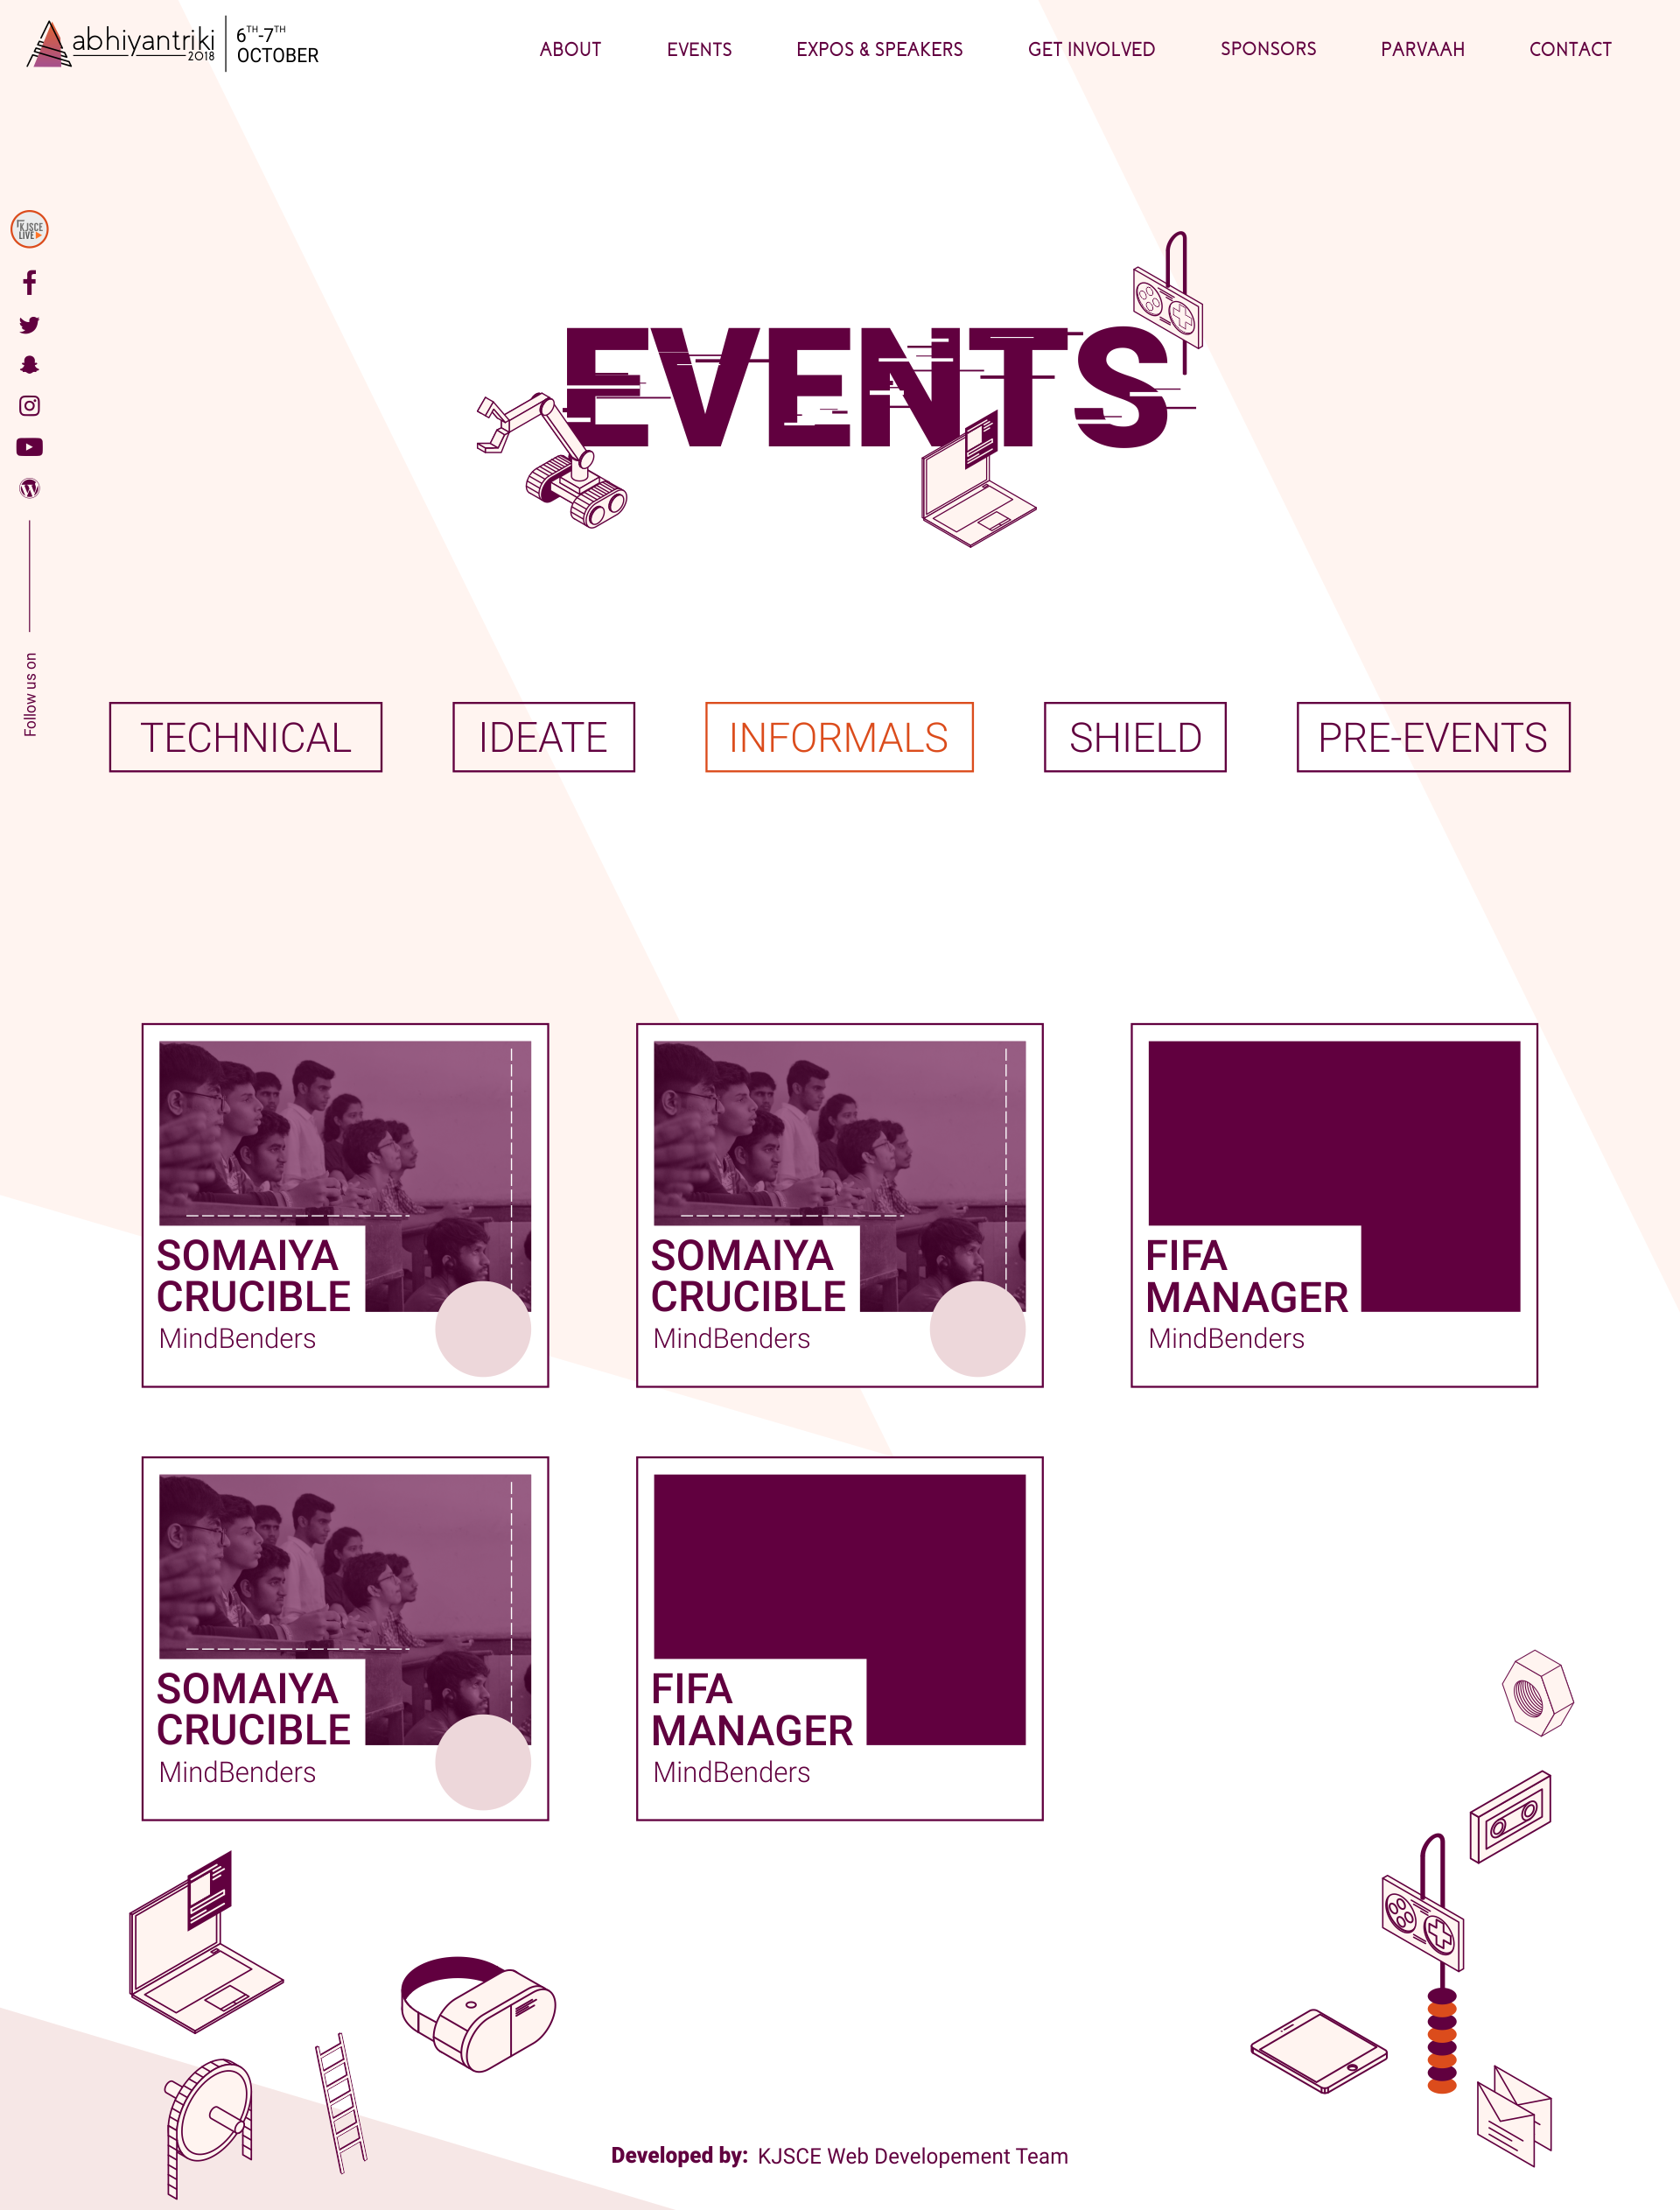 abhiyantriki
2018
6TH-7TH
OCTOBER
ABOUT
EVENTS
EXPOS & SPEAKERS
GET INVOLVED
SPONSORS
PARVAAH
CONTACT
KJSCE
LIVE
Follow us on
EVENTS
TECHNICAL
IDEATE
INFORMALS
SHIELD
PRE-EVENTS
SOMAIYA
CRUCIBLE
MindBenders
SOMAIYA
CRUCIBLE
MindBenders
FIFA
MANAGER
MindBenders
SOMAIYA
CRUCIBLE
MindBenders
FIFA
MANAGER
MindBenders
Developed by: KJSCE Web Developement Team